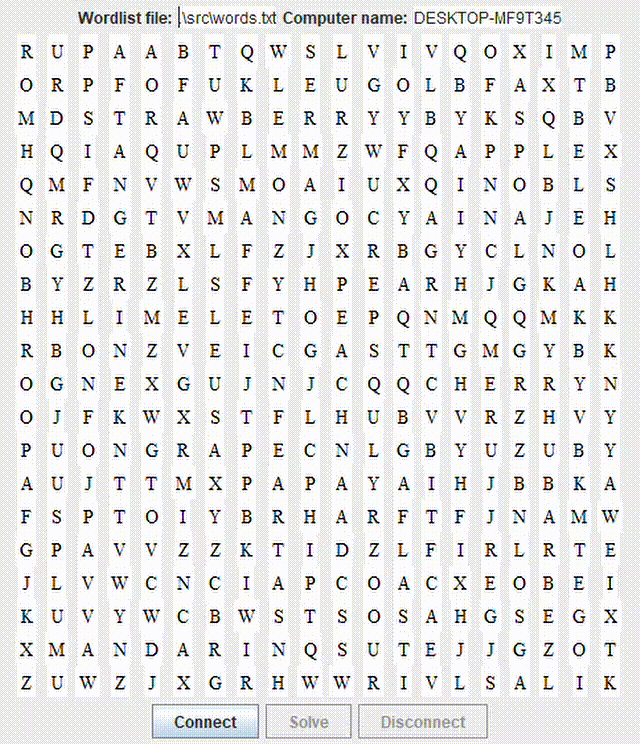 Wordlist file: \src\words.txt Computer name: DESKTOP-MF9T345
R U P A A B T Q W S L V I V Q O X I M P
O R P F O F U K L E U G O L B F A X T B
M D S T R A W B E R R Y Y B Y K S Q B V
H Q I A Q U P L M M Z W F Q A P P L E X
Q M F N V W S M O A I U X Q I N O B L S
N R D G T V M A N G O C Y A I N A J E H
O G T E B X L F Z J X R B G Y C L N O L
B Y Z R Z L S F Y H P E A R H J G K A H
H H L I M E L E T O E P Q N M Q Q M K K
R B O N Z V E I C G A S T T G M G Y B K
O G N E X G U J N J C Q Q C H E R R Y N
O J F K W X S T F L H U B V V R Z H V Y
P U O N G R A P E C N L G B Y U Z U B Y
A U J T T M X P A P A Y A I H J B B K A
F S P T O I Y B R H A R F T F J N A M W
G P A V V Z Z K T I D Z L F I R L R T E
J L V W C N C I A P C O A C X E O B E I
K U V Y W C B W S T S O S A H G S E G X
X M A N D A R I N Q S U T E J J G Z O T
Z U W Z J X G R H W W R I V L S A L I K
Connect Solve Disconnect